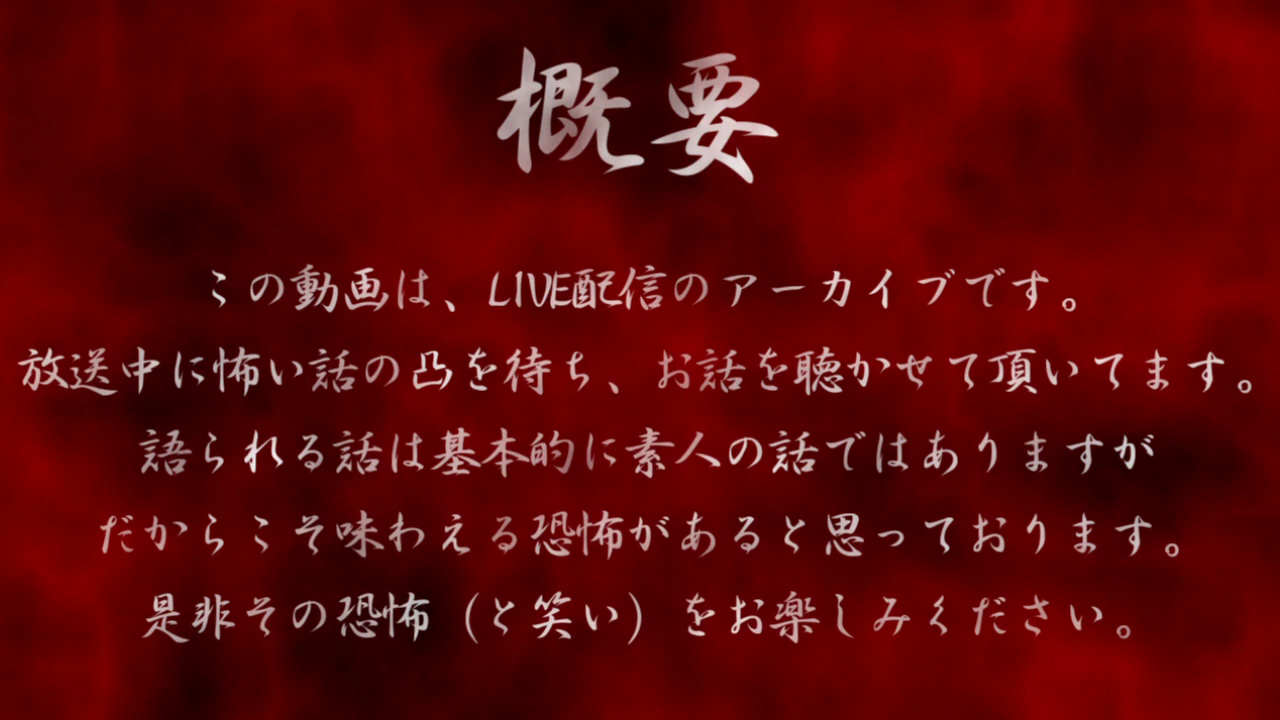 概要
この動画は、LIVE配信のアーカイブです。
放送中に怖い話の凸を待ち、お話を聴かせて頂いてます。
語られる話は基本的に素人の話ではありますが
だからこそ味わえる恐怖があると思っております。
是非その恐怖（と笑い）をお楽しみください。